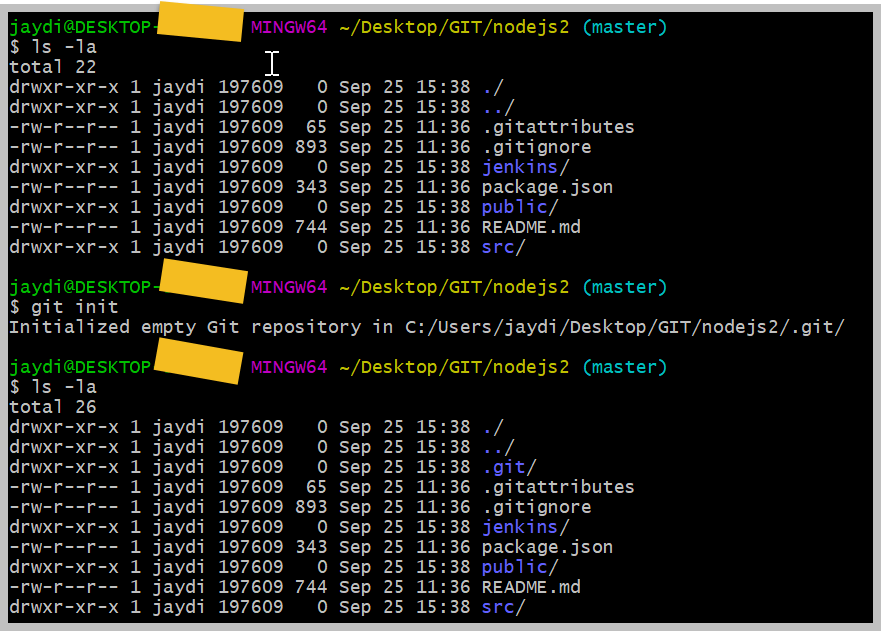 jaydi@DESKTOP- MINGW64 ~/Desktop/GIT/nodejs2 (master)
$ ls -la
total 22
drwxr-xr-x 1 jaydi 197609   0 Sep 25 15:38 ./
drwxr-xr-x 1 jaydi 197609   0 Sep 25 15:38 ../
-rw-r--r-- 1 jaydi 197609  65 Sep 25 11:36 .gitattributes
-rw-r--r-- 1 jaydi 197609 893 Sep 25 11:36 .gitignore
drwxr-xr-x 1 jaydi 197609   0 Sep 25 15:38 jenkins/
-rw-r--r-- 1 jaydi 197609 343 Sep 25 11:36 package.json
drwxr-xr-x 1 jaydi 197609   0 Sep 25 15:38 public/
-rw-r--r-- 1 jaydi 197609 744 Sep 25 11:36 README.md
drwxr-xr-x 1 jaydi 197609   0 Sep 25 15:38 src/
jaydi@DESKTOP- MINGW64 ~/Desktop/GIT/nodejs2 (master)
$ git init
Initialized empty Git repository in C:/Users/jaydi/Desktop/GIT/nodejs2/.git/
jaydi@DESKTOP MINGW64 ~/Desktop/GIT/nodejs2 (master)
$ ls -la
total 26
drwxr-xr-x 1 jaydi 197609   0 Sep 25 15:38 ./
drwxr-xr-x 1 jaydi 197609   0 Sep 25 15:38 ../
drwxr-xr-x 1 jaydi 197609   0 Sep 25 15:38 .git/
-rw-r--r-- 1 jaydi 197609  65 Sep 25 11:36 .gitattributes
-rw-r--r-- 1 jaydi 197609 893 Sep 25 11:36 .gitignore
drwxr-xr-x 1 jaydi 197609   0 Sep 25 15:38 jenkins/
-rw-r--r-- 1 jaydi 197609 343 Sep 25 11:36 package.json
drwxr-xr-x 1 jaydi 197609   0 Sep 25 15:38 public/
-rw-r--r-- 1 jaydi 197609 744 Sep 25 11:36 README.md
drwxr-xr-x 1 jaydi 197609   0 Sep 25 15:38 src/